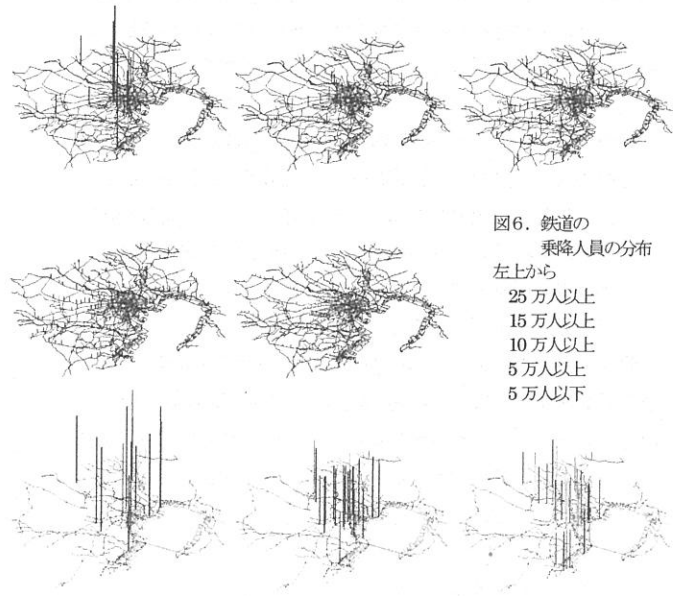 図6．鉄道の
乗降人員の分布
左上から
25万人以上
15万人以上
10万人以上
5万人以上
5万人以下